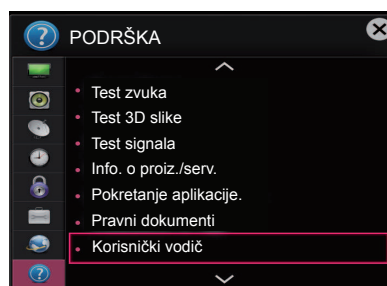 PODRŠKA
Test zvuka
Test 3D slike
Test signala
Info. o proiz./serv.
Pokretanje aplikacije.
Pravni dokumenti
Korisnički vodič